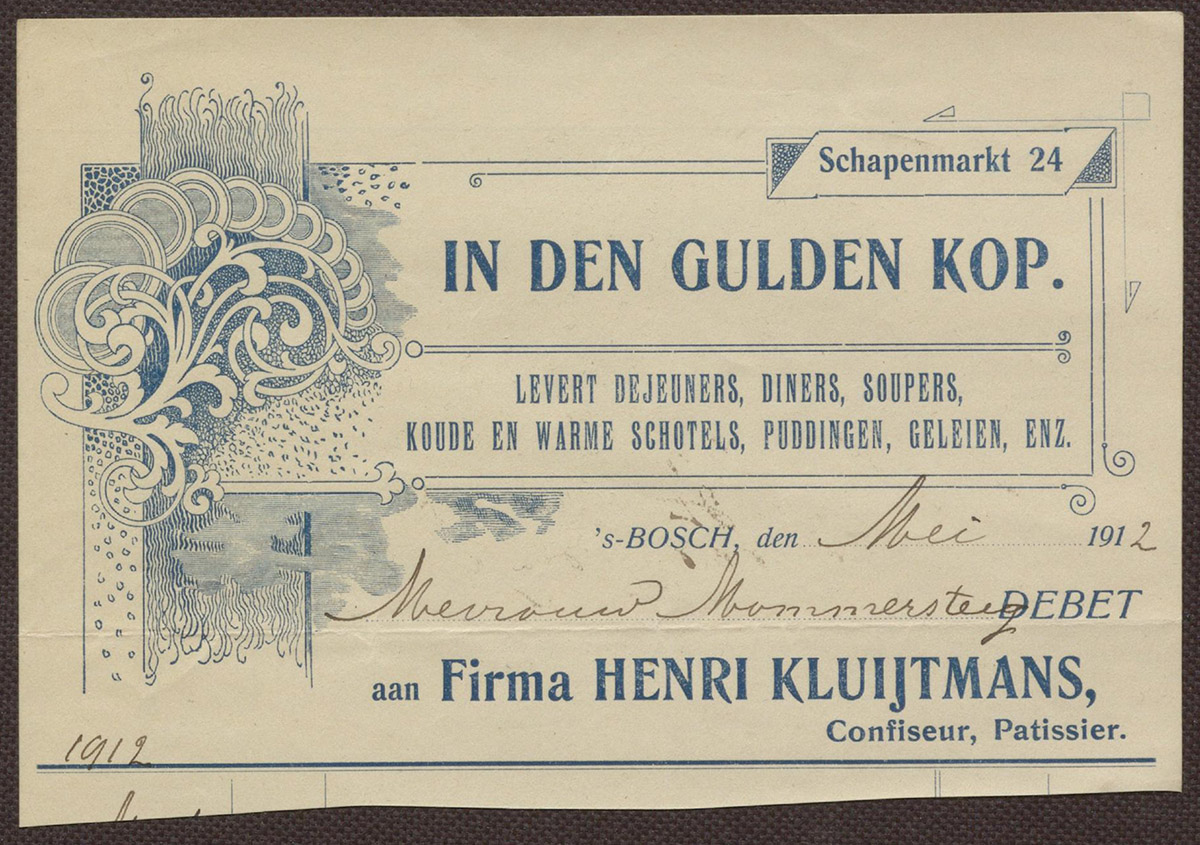 Schapenmarkt 24
IN DEN GULDEN KOP.
LEVERT DEJEUNERS, DINERS, SOUPERS,
KOUDE EN WARME SCHOTELS, PUDDINGEN, GELEIEN, ENZ.
's-BOSCH, den Mei 1912
Mevrouw Mommersteeg DEBET
aan Firma HENRI KLUIJTMANS,
Confiseur, Patissier.
1912